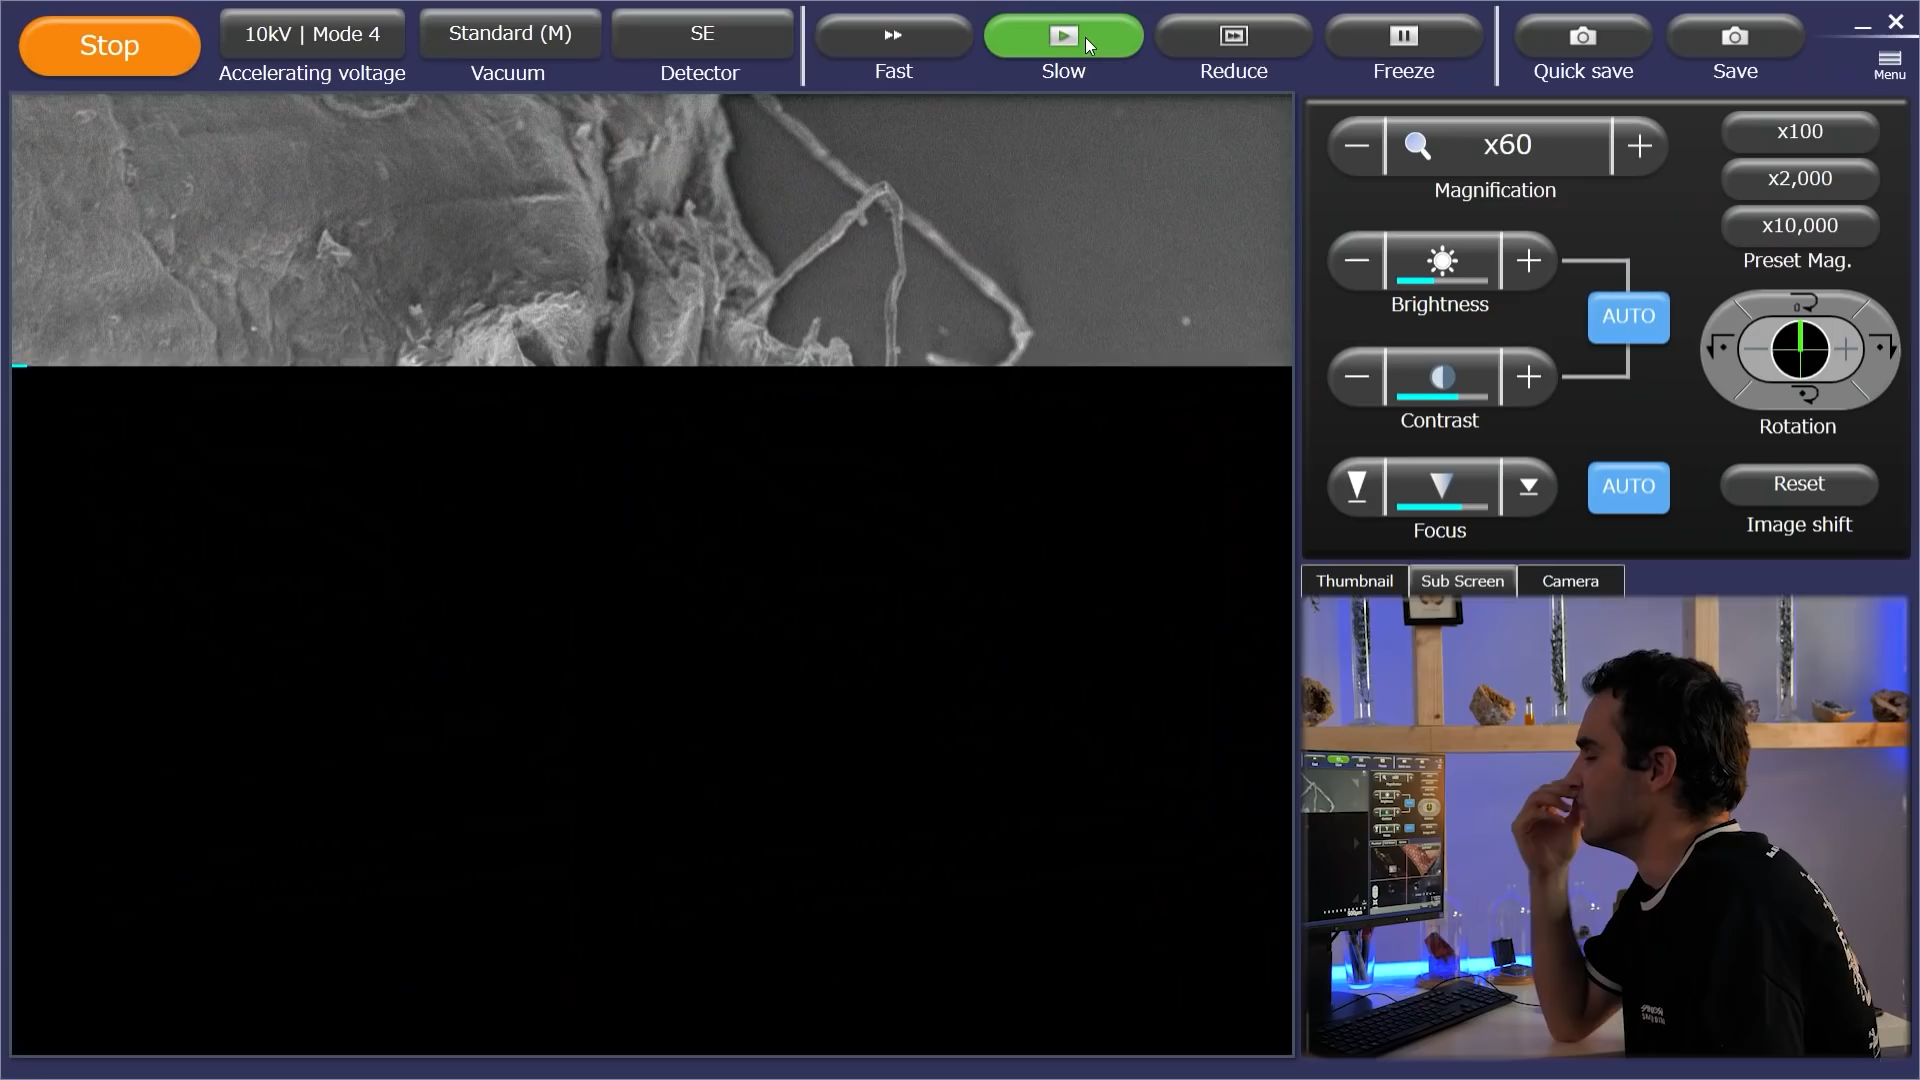 Stop
10kV | Mode 4
Accelerating voltage
Standard (M)
Vacuum
SE
Detector
Fast
Slow
Reduce
Freeze
Quick save
Save
Menu
x60
Magnification
x100
x2,000
x10,000
Preset Mag.
Brightness
AUTO
Contrast
0
Rotation
Focus
AUTO
Reset
Image shift
Thumbnail
Sub Screen
Camera